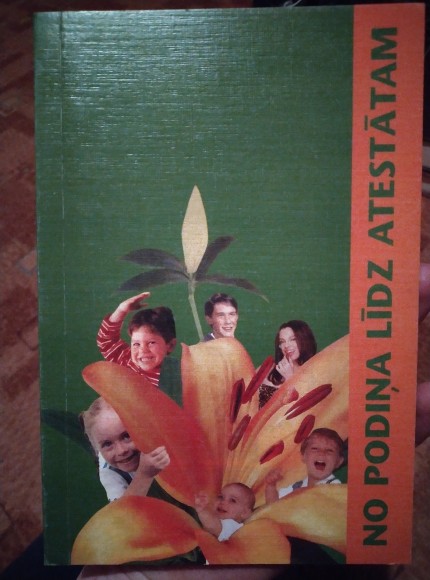 NO PODIŅA LĪDZ ATESTĀTAM